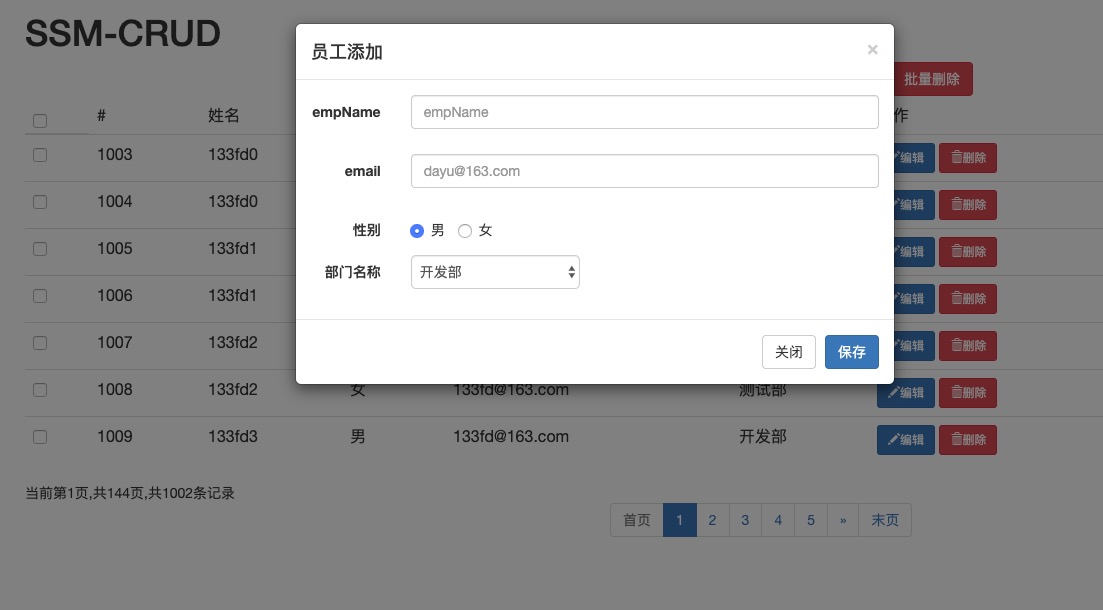 SSM-CRUD
员工添加 ×
批量删除
empName empName
# 姓名 作
email dayu@163.com
1003 133fd0 编辑 删除
1004 133fd0 编辑 删除
性别 男 女
1005 133fd1 编辑 删除
部门名称 开发部
1006 133fd1 编辑 删除
1007 133fd2 编辑 删除
关闭 保存
1008 133fd2 女 133fd@163.com 测试部 编辑 删除
1009 133fd3 男 133fd@163.com 开发部 编辑 删除
当前第1页,共144页,共1002条记录
首页 1 2 3 4 5 » 末页